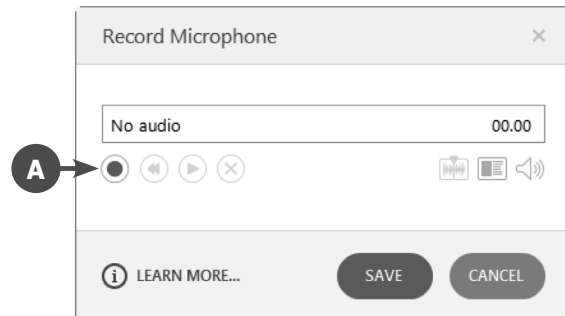 Record Microphone ×
No audio 00.00
A
i LEARN MORE... SAVE CANCEL